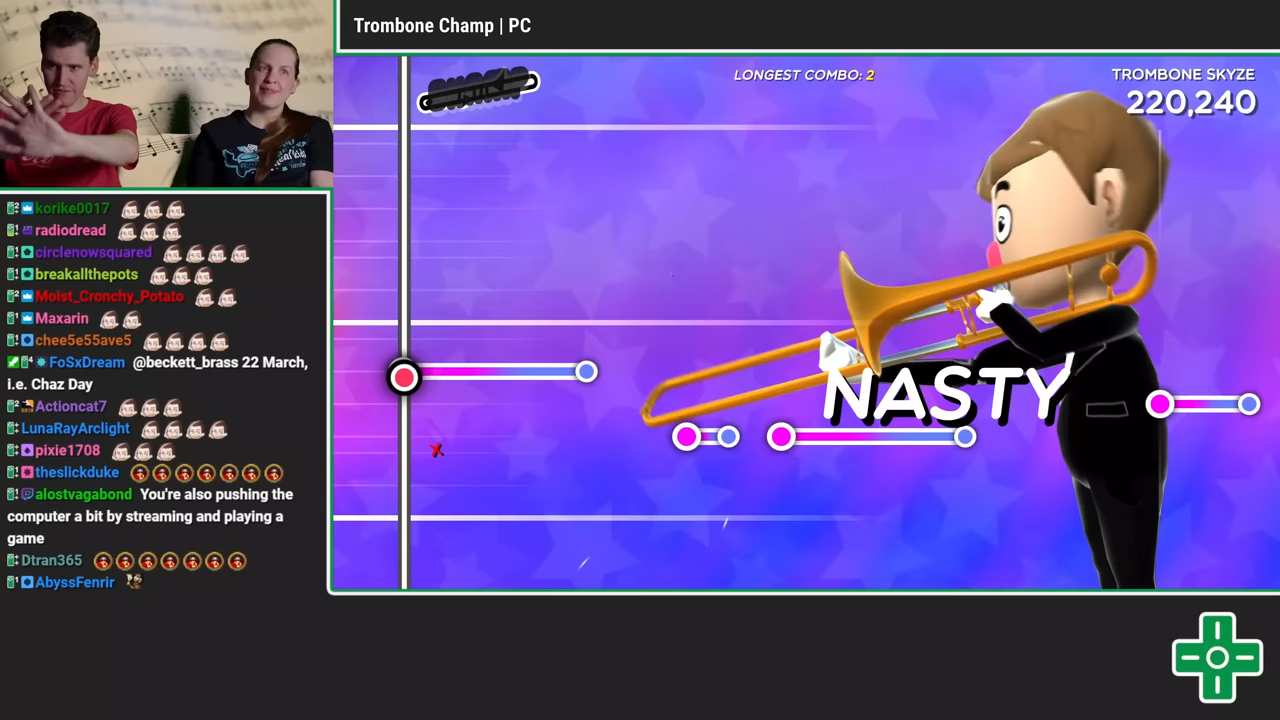 Trombone Champ | PC
LONGEST COMBO: 2
TROMBONE SKYZE
220,240
NASTY
korike0017
radiodread
circlenowsquared
breakallthepots
Moist_Cronchy_Potato
Maxarin
chee5e55ave5
FoSxDream @beckett_brass 22 March,
i.e. Chaz Day
Actioncat7
LunaRayArclight
pixie1708
theslickduke
alostvagabond You're also pushing the
computer a bit by streaming and playing a
game
Dtran365
AbyssFenrir